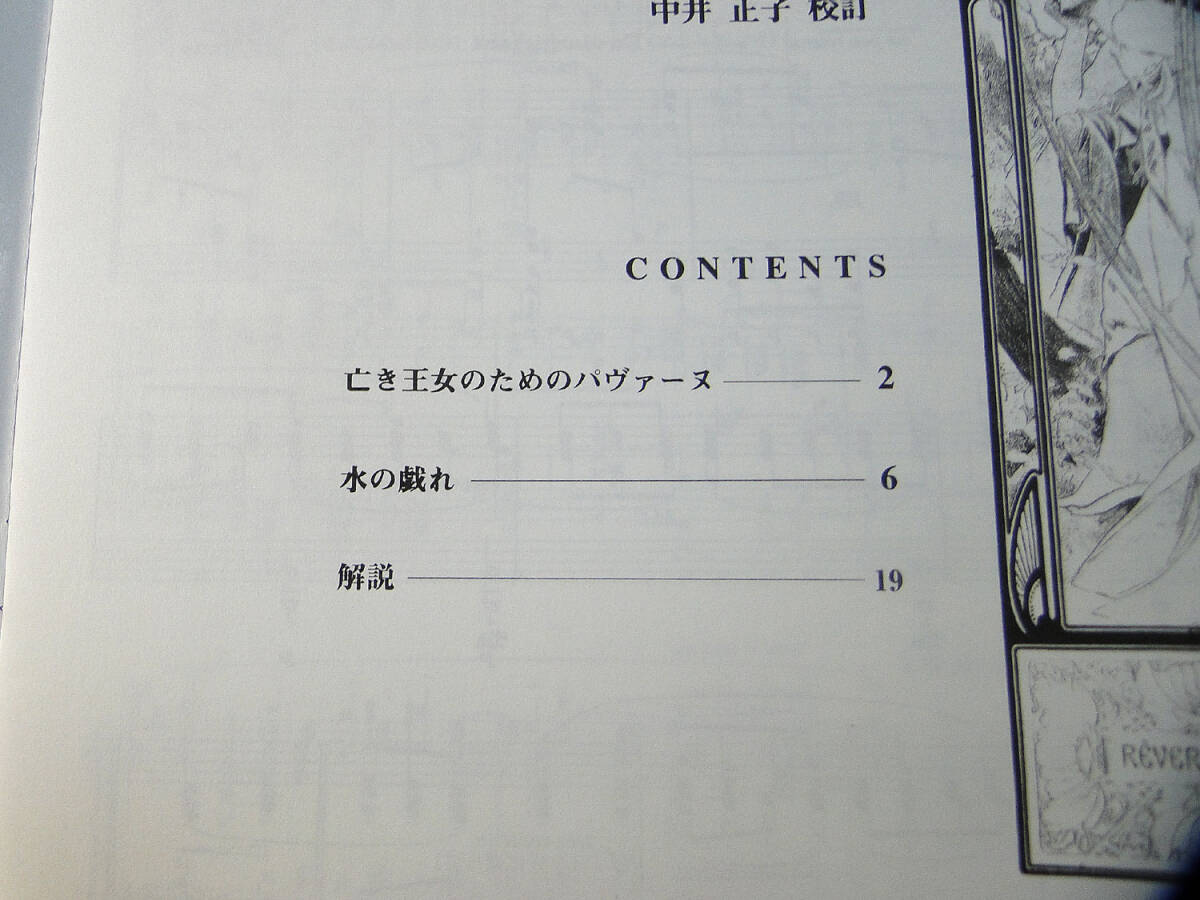 中井 正子 校訂
CONTENTS
亡き王女のためのパヴァーヌ 2
水の戯れ 6
解説 19
RÊVER